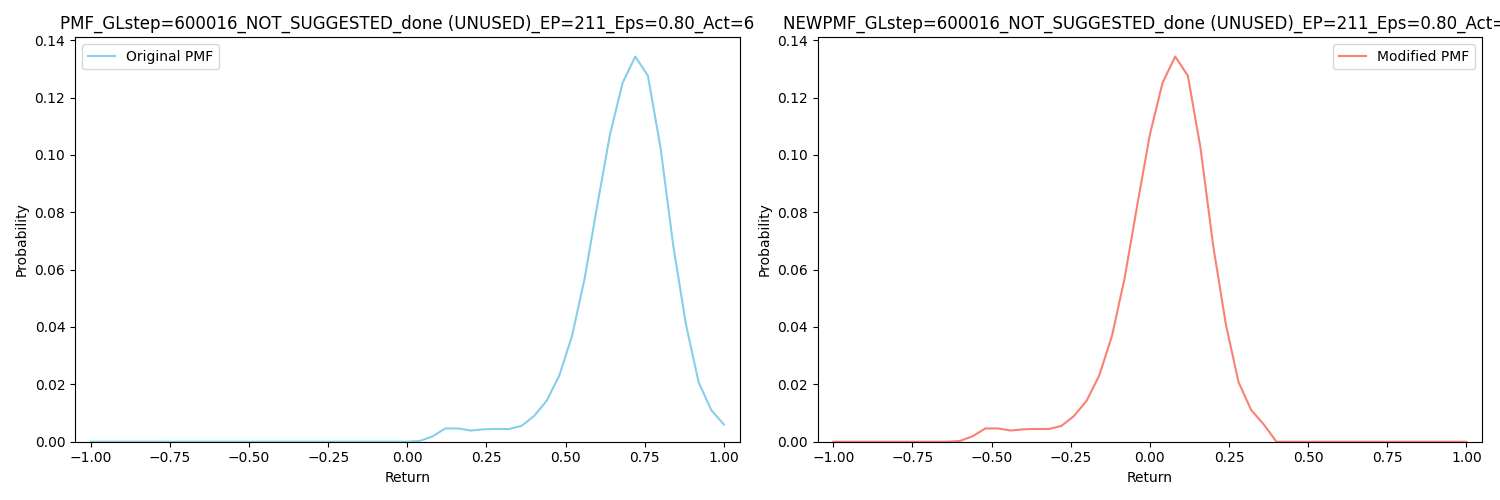 PMF_GLstep=600016_NOT_SUGGESTED_done (UNUSED)_EP=211_Eps=0.80_Act=6
0.14
0.12
0.10
0.08
0.06
0.04
0.02
0.00
Probability
Original PMF
−1.00 −0.75 −0.50 −0.25 0.00 0.25 0.50 0.75 1.00
Return
NEWPMF_GLstep=600016_NOT_SUGGESTED_done (UNUSED)_EP=211_Eps=0.80_Act=
0.14
0.12
0.10
0.08
0.06
0.04
0.02
0.00
Probability
Modified PMF
−1.00 −0.75 −0.50 −0.25 0.00 0.25 0.50 0.75 1.00
Return